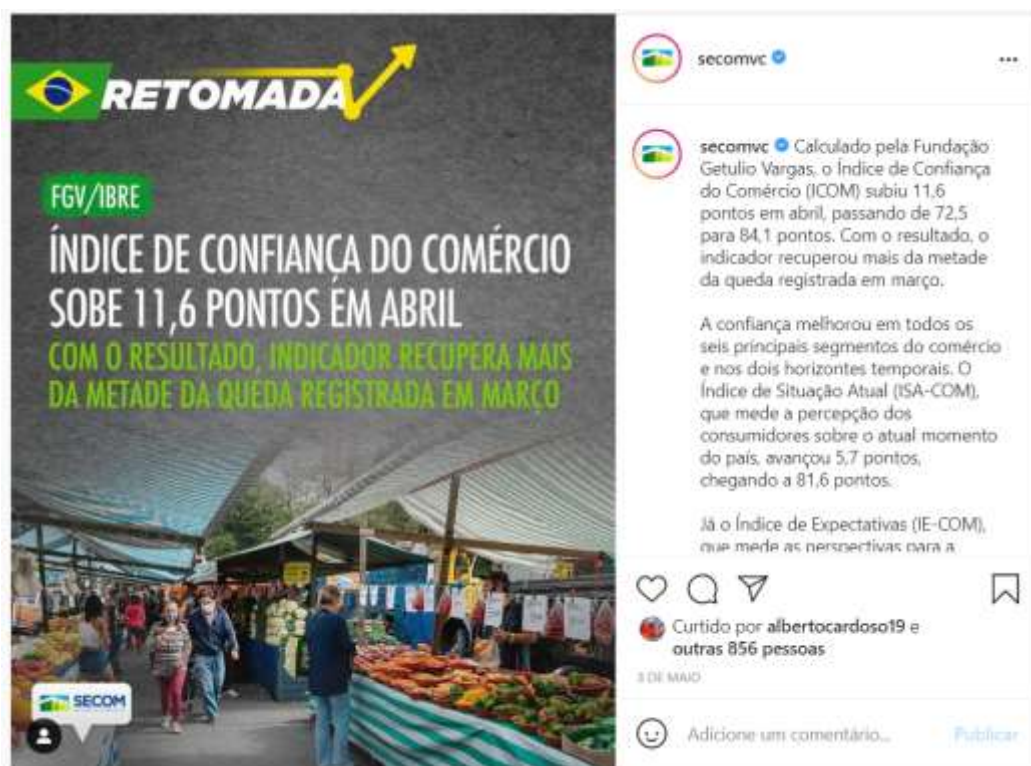 RETOMADA
FGV/IBRE
ÍNDICE DE CONFIANÇA DO COMÉRCIO
SOBE 11,6 PONTOS EM ABRIL
COM O RESULTADO, INDICADOR RECUPERA MAIS
DA METADE DA QUEDA REGISTRADA EM MARÇO
SECOM
secomvc
secomvc Calculado pela Fundação
Getulio Vargas, o Índice de Confiança
do Comércio (ICOM) subiu 11,6
pontos em abril, passando de 72,5
para 84,1 pontos. Com o resultado, o
indicador recuperou mais da metade
da queda registrada em março.
A confiança melhorou em todos os
seis principais segmentos do comércio
e nos dois horizontes temporais. O
Índice de Situação Atual (ISA-COM),
que mede a percepção dos
consumidores sobre o atual momento
do país, avançou 5,7 pontos,
chegando a 81,6 pontos.
Já o Índice de Expectativas (IE-COM),
que mede as perspectivas para a
Curtido por albertocardoso19 e
outras 856 pessoas
3 DE MAIO
Adicione um comentário... Publicar